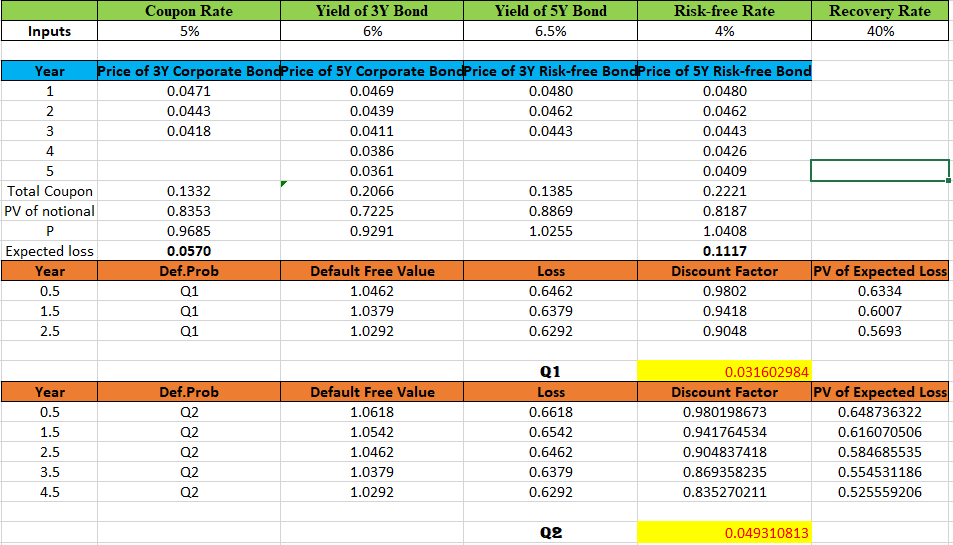 Coupon Rate Yield of 3Y Bond Yield of 5Y Bond Risk-free Rate Recovery Rate
Inputs 5% 6% 6.5% 4% 40%
Year Price of 3Y Corporate Bond Price of 5Y Corporate Bond Price of 3Y Risk-free Bond Price of 5Y Risk-free Bond
1 0.0471 0.0469 0.0480 0.0480
2 0.0443 0.0439 0.0462 0.0462
3 0.0418 0.0411 0.0443 0.0443
4 0.0386 0.0426
5 0.0361 0.0409
Total Coupon 0.1332 0.2066 0.1385 0.2221
PV of notional 0.8353 0.7225 0.8869 0.8187
P 0.9685 0.9291 1.0255 1.0408
Expected loss 0.0570 0.1117
Year Def.Prob Default Free Value Loss Discount Factor PV of Expected Loss
0.5 Q1 1.0462 0.6462 0.9802 0.6334
1.5 Q1 1.0379 0.6379 0.9418 0.6007
2.5 Q1 1.0292 0.6292 0.9048 0.5693
Q1 0.031602984
Year Def.Prob Default Free Value Loss Discount Factor PV of Expected Loss
0.5 Q2 1.0618 0.6618 0.980198673 0.648736322
1.5 Q2 1.0542 0.6542 0.941764534 0.616070506
2.5 Q2 1.0462 0.6462 0.904837418 0.584685535
3.5 Q2 1.0379 0.6379 0.869358235 0.554531186
4.5 Q2 1.0292 0.6292 0.835270211 0.525559206
Q2 0.049310813